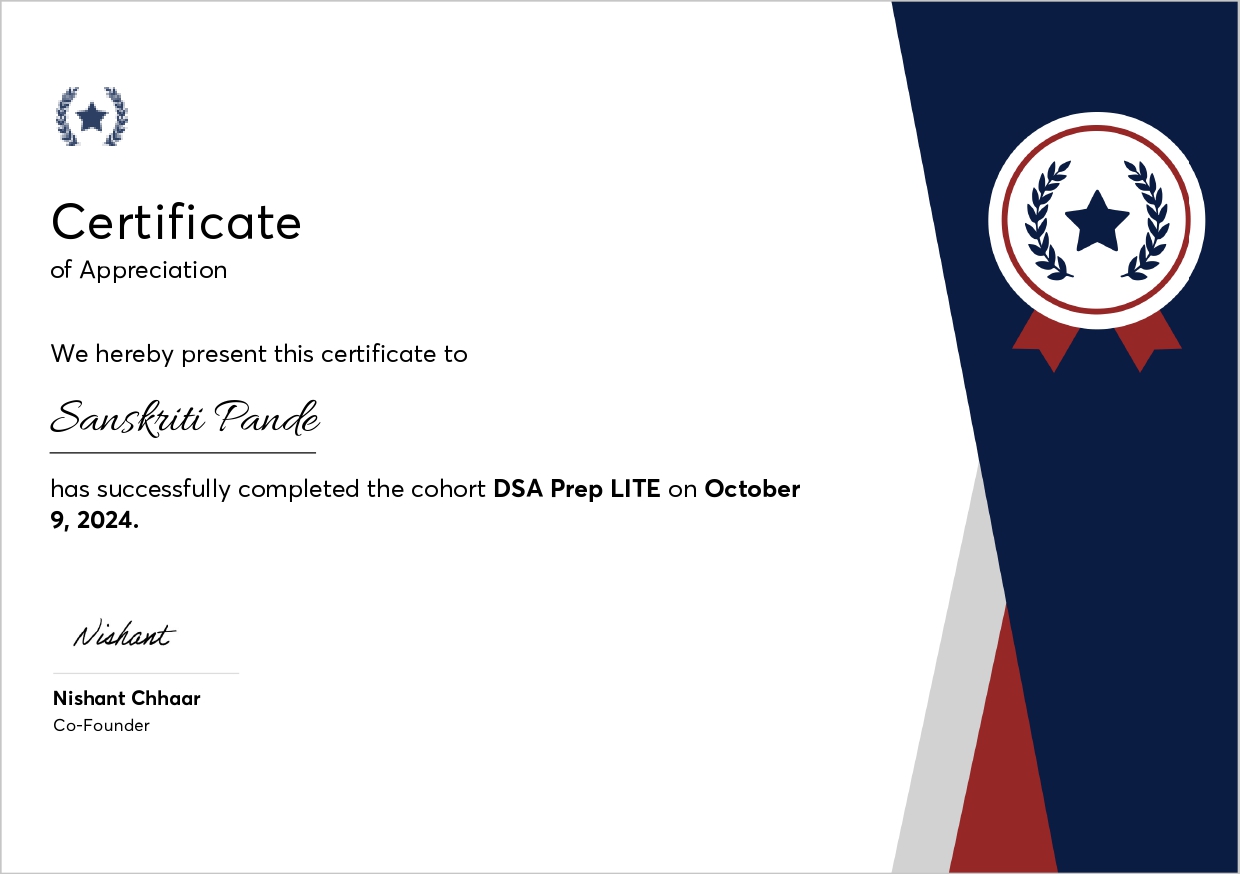 Certificate
of Appreciation
We hereby present this certificate to
Sanskriti Pande
has successfully completed the cohort DSA Prep LITE on October
9, 2024.
Nishant
Nishant Chhaar
Co-Founder